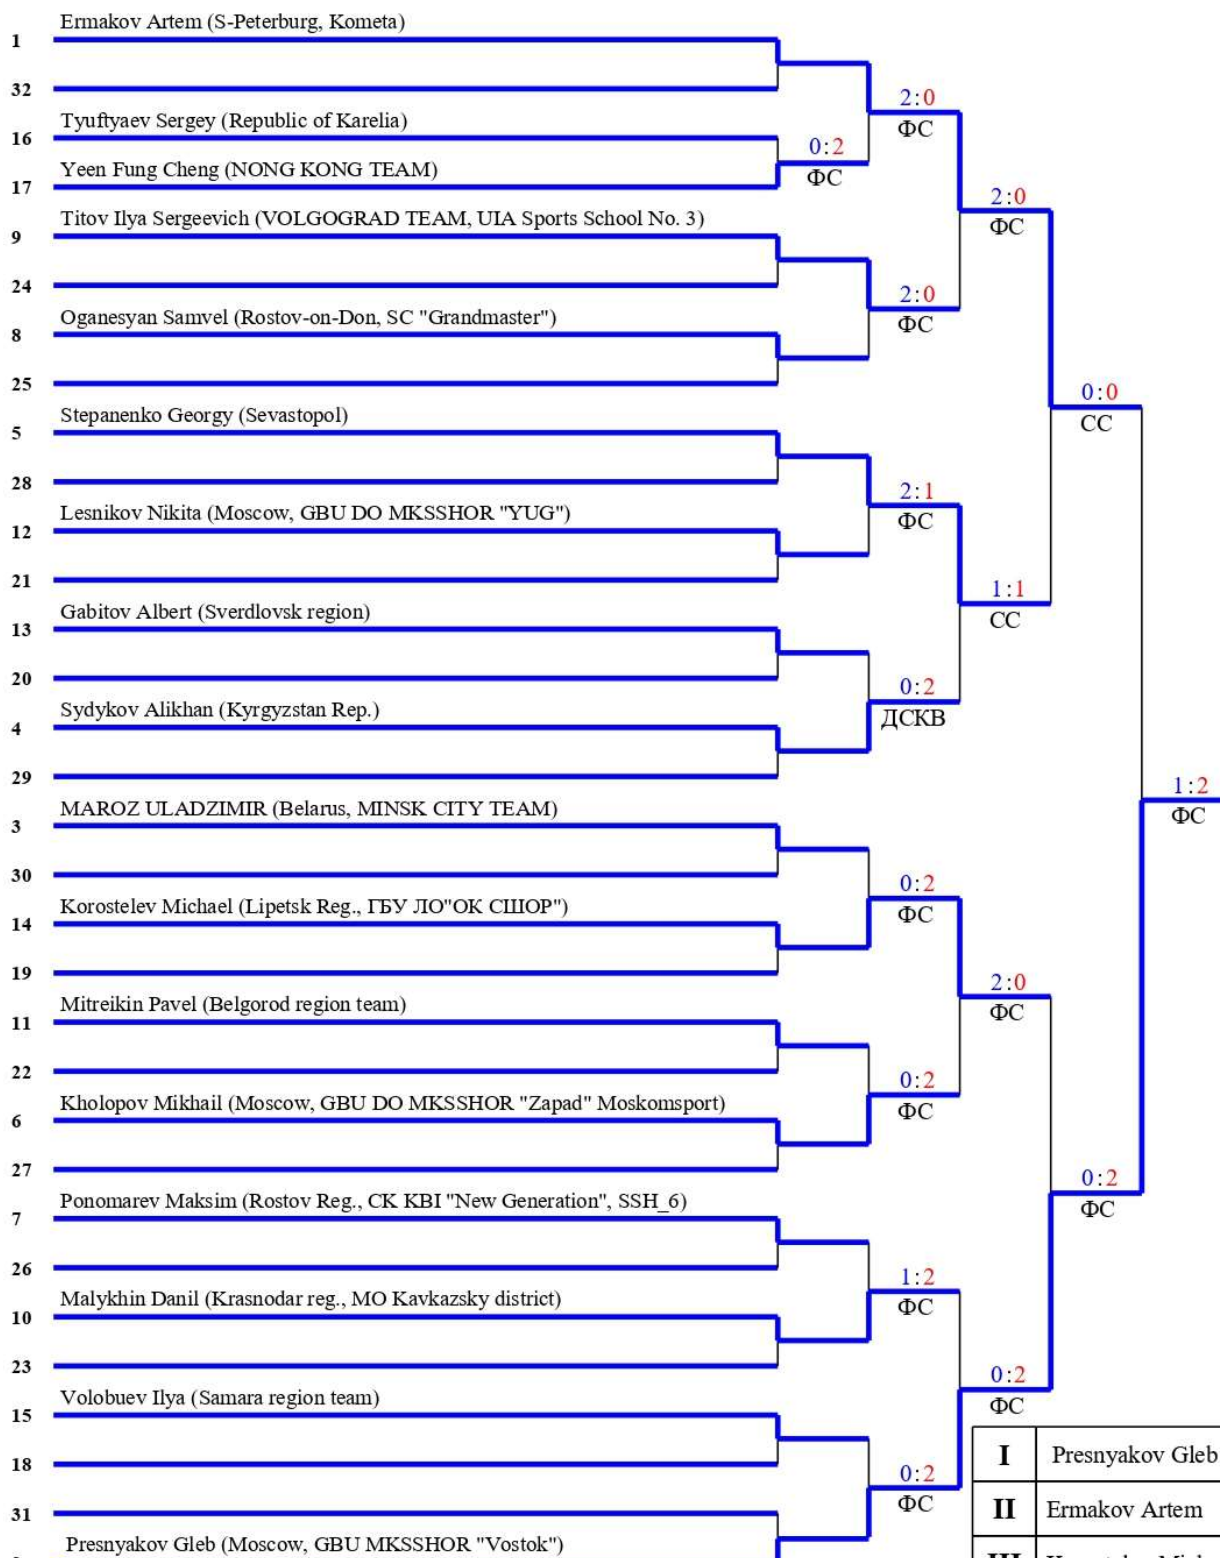 Ermakov Artem (S-Peterburg, Kometa)
1
32
2:0
ФС
Tyuftyaev Sergey (Republic of Karelia)
16
0:2
ФС
Yeen Fung Cheng (NONG KONG TEAM)
17
2:0
ФС
Titov Ilya Sergeevich (VOLGOGRAD TEAM, UIA Sports School No. 3)
9
24
2:0
ФС
Oganesyan Samvel (Rostov-on-Don, SC "Grandmaster")
8
25
0:0
СС
Stepanenko Georgy (Sevastopol)
5
28
2:1
ФС
Lesnikov Nikita (Moscow, GBU DO MKSSHOR "YUG")
12
21
1:1
СС
Gabitov Albert (Sverdlovsk region)
13
20
0:2
ДСКВ
Sydykov Alikhan (Kyrgyzstan Rep.)
4
29
1:2
ФС
MAROZ ULADZIMIR (Belarus, MINSK CITY TEAM)
3
30
0:2
ФС
Korostelev Michael (Lipetsk Reg., ГБУ ЛО"ОК СШОР")
14
19
2:0
ФС
Mitreikin Pavel (Belgorod region team)
11
22
0:2
ФС
Kholopov Mikhail (Moscow, GBU DO MKSSHOR "Zapad" Moskomsport)
6
27
0:2
ФС
Ponomarev Maksim (Rostov Reg., CK KBI "New Generation", SSH_6)
7
26
1:2
ФС
Malykhin Danil (Krasnodar reg., MO Kavkazsky district)
10
23
0:2
ФС
Volobuev Ilya (Samara region team)
15
18
0:2
ФС
31
Presnyakov Gleb (Moscow, GBU MKSSHOR "Vostok")
I Presnyakov Gleb
II Ermakov Artem